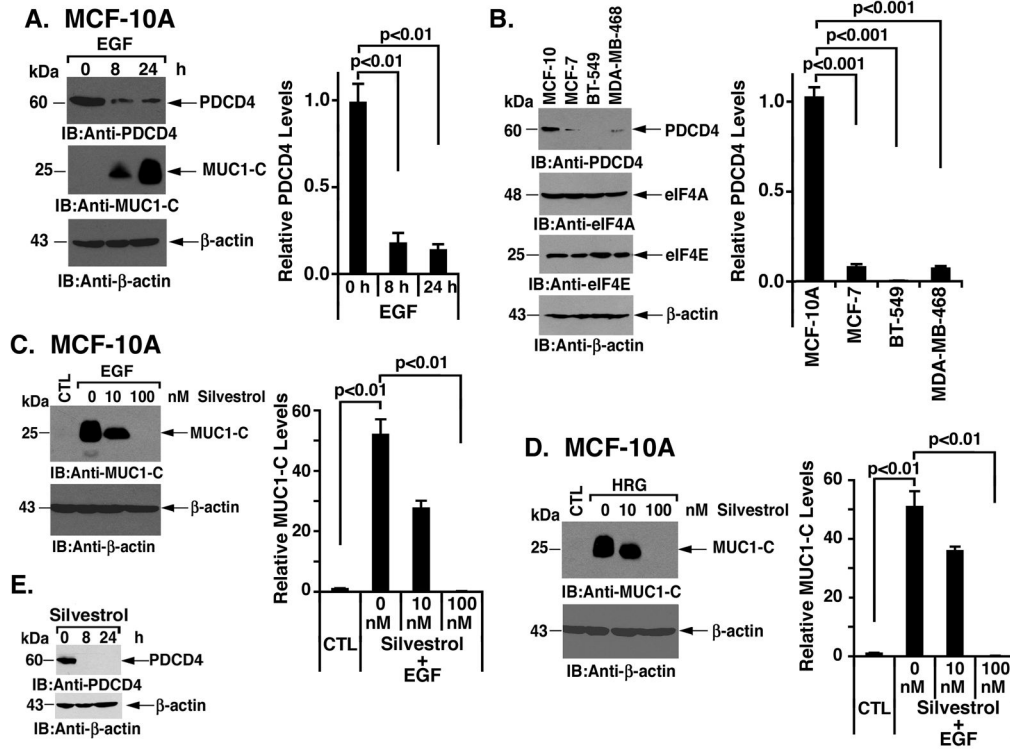 A. MCF-10A
EGF
kDa 0 8 24 h
60 PDCD4
IB:Anti-PDCD4
25 MUC1-C
IB:Anti-MUC1-C
43 β-actin
IB:Anti-β-actin
p<0.01
p<0.01
Relative PDCD4 Levels
1.0
0.5
0.0
0 h 8 h 24 h
EGF
B.
MCF-10 MCF-7 BT-549 MDA-MB-468
kDa
60 PDCD4
IB:Anti-PDCD4
48 eIF4A
IB:Anti-eIF4A
25 eIF4E
IB:Anti-eIF4E
43 β-actin
IB:Anti-β-actin
p<0.001
p<0.001
p<0.001
Relative PDCD4 Levels
1.0
0.5
0.0
MCF-10A MCF-7 BT-549 MDA-MB-468
C. MCF-10A
CTL EGF
kDa 0 10 100 nM Silvestrol
25 MUC1-C
IB:Anti-MUC1-C
43 β-actin
IB:Anti-β-actin
p<0.01
p<0.01
Relative MUC1-C Levels
60
40
20
0
0 10 100
nM nM nM
CTL Silvestrol
+
EGF
D. MCF-10A
CTL HRG
kDa 0 10 100 nM Silvestrol
25 MUC1-C
IB:Anti-MUC1-C
43 β-actin
IB:Anti-β-actin
p<0.01
p<0.01
Relative MUC1-C Levels
60
40
20
0
0 10 100
nM nM nM
CTL Silvestrol
+
EGF
E.
Silvestrol
kDa 0 8 24 h
60 PDCD4
IB:Anti-PDCD4
43 β-actin
IB:Anti-β-actin